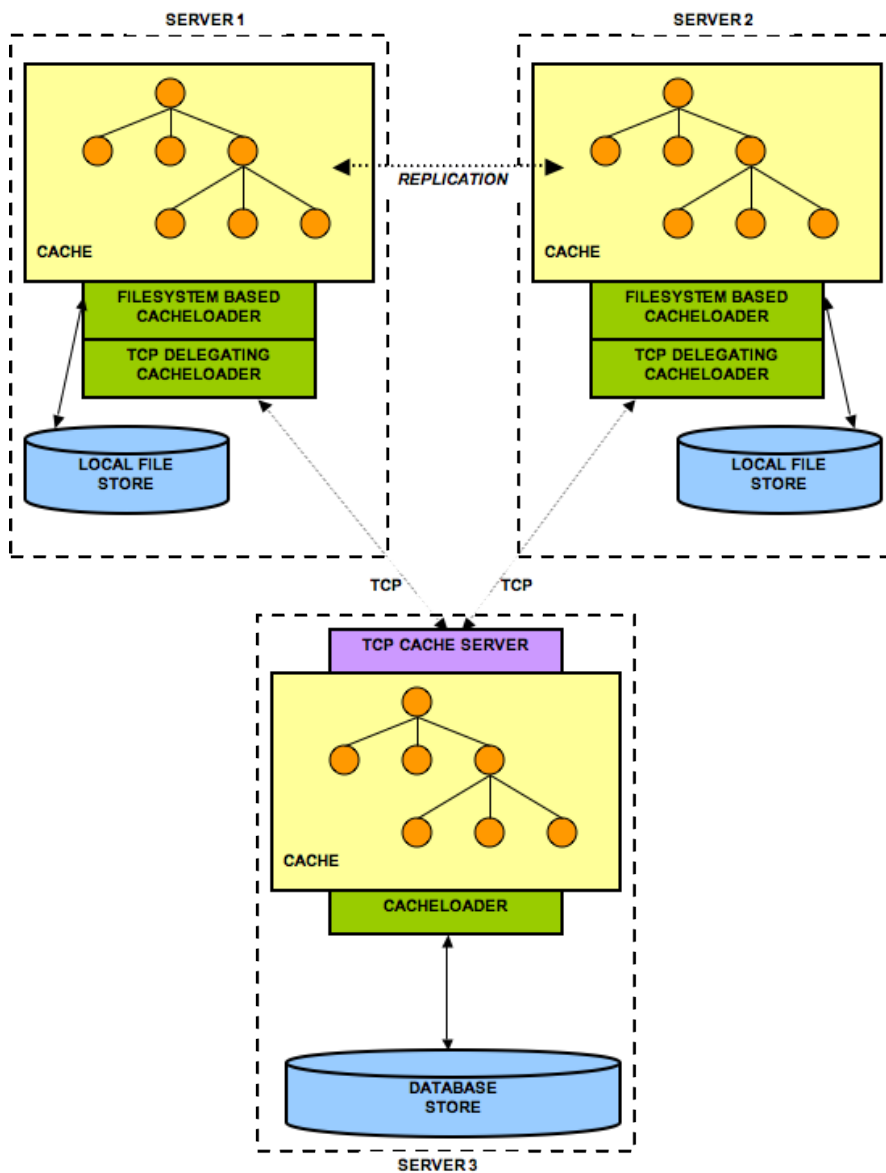 SERVER 1
SERVER 2
REPLICATION
CACHE
CACHE
FILESYSTEM BASED
CACHELOADER
FILESYSTEM BASED
CACHELOADER
TCP DELEGATING
CACHELOADER
TCP DELEGATING
CACHELOADER
LOCAL FILE
STORE
LOCAL FILE
STORE
TCP
TCP
TCP CACHE SERVER
CACHE
CACHELOADER
DATABASE
STORE
SERVER 3